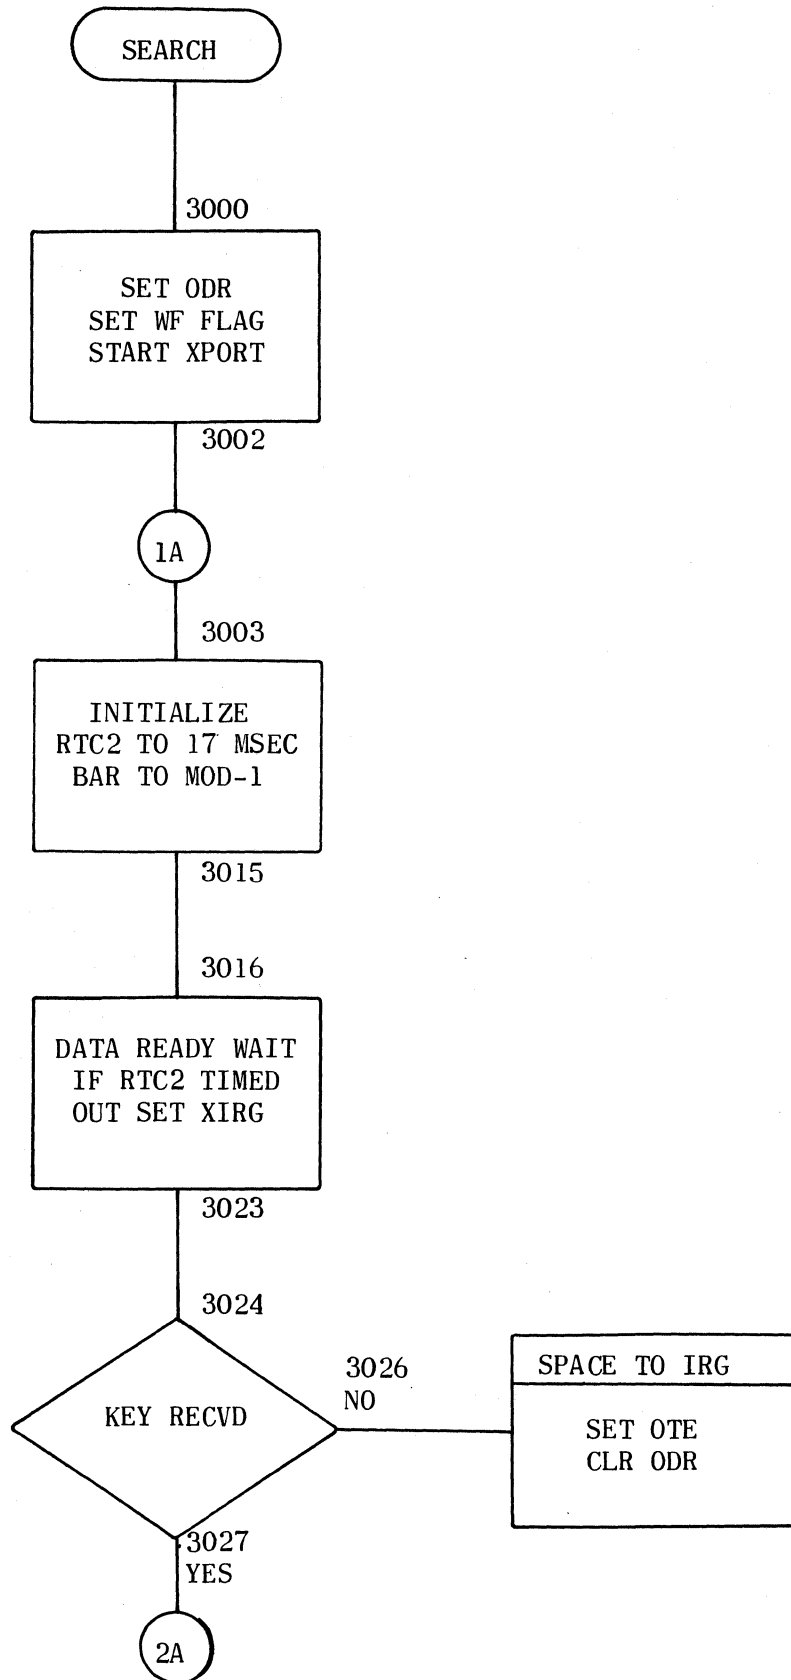 SEARCH
3000
SET ODR
SET WF FLAG
START XPORT
3002
1A
3003
INITIALIZE
RTC2 TO 17 MSEC
BAR TO MOD-1
3015
3016
DATA READY WAIT
IF RTC2 TIMED
OUT SET XIRG
3023
3024
KEY RECVD
3026
NO
SPACE TO IRG
SET OTE
CLR ODR
3027
YES
2A